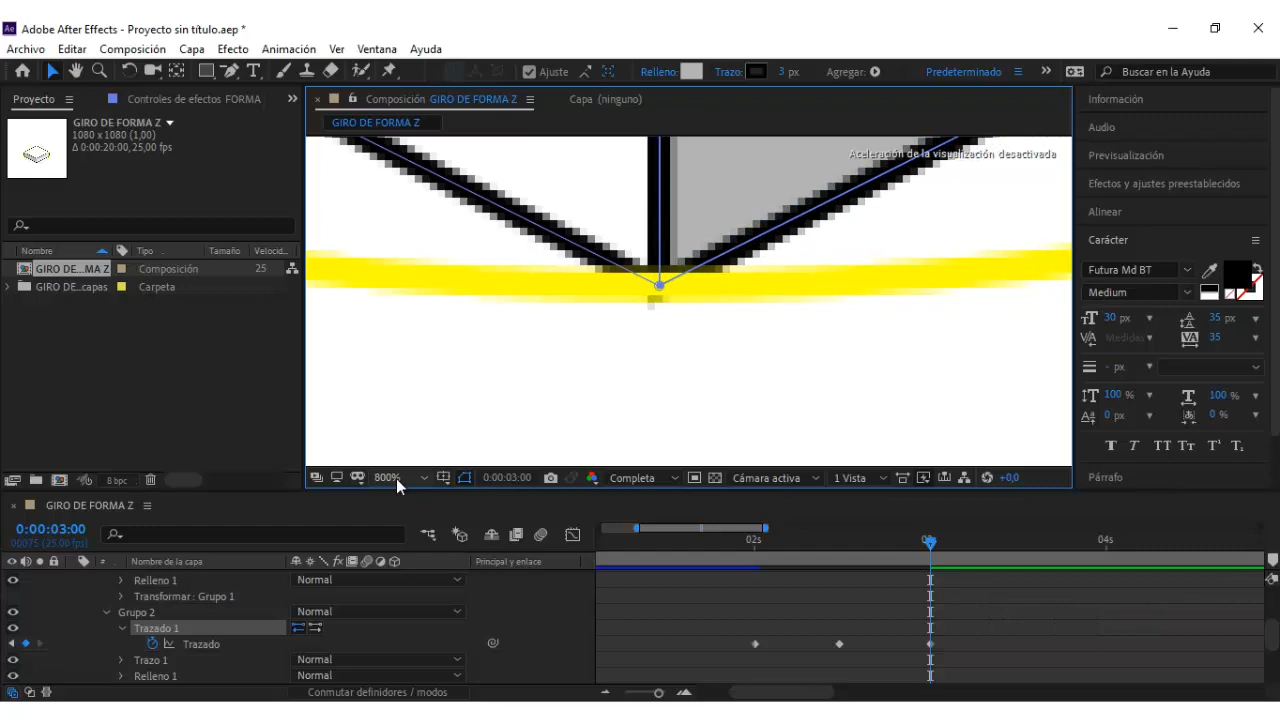 Adobe After Effects - Proyecto sin título.aep *
Archivo Editar Composición Capa Efecto Animación Ver Ventana Ayuda
Ajuste Relleno: Trazo: 3 px Agregar: Predeterminado Buscar en la Ayuda
Proyecto Controles de efectos FORMA
Composición GIRO DE FORMA Z Capa (ninguno)
GIRO DE FORMA Z
GIRO DE FORMA Z
1080 x 1080 (1,00)
Δ 0:00:20:00, 25,00 fps
Aceleración de la visualización desactivada
Nombre Tipo Tamaño Velocid...
GIRO DE...MA Z Composición 25
GIRO DE...capas Carpeta
8 bpc
800% 0:00:03:00 Completa Cámara activa 1 Vista +0,0
Información
Audio
Previsualización
Efectos y ajustes preestablecidos
Alinear
Carácter
Futura Md BT
Medium
30 px 35 px
Medidas 35
- px
100 % 100 %
0 px 0 %
T T TT Tт T¹ T₁
Párrafo
GIRO DE FORMA Z
0:00:03:00
00075 (25.00 fps)
02s 04s
# Nombre de la capa fx Principal y enlace
Relleno 1 Normal
Transformar: Grupo 1
Grupo 2 Normal
Trazado 1
Trazado
Trazo 1 Normal
Relleno 1 Normal
Conmutar definidores / modos